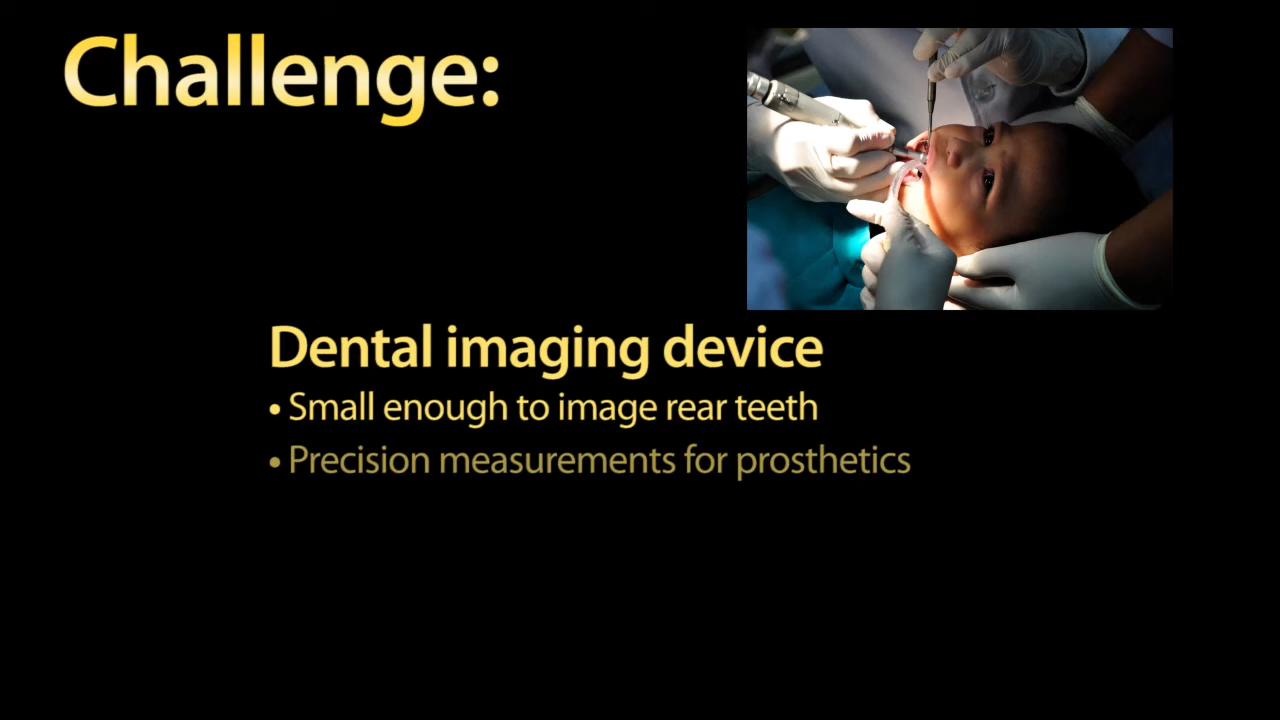 Challenge:
Dental imaging device
• Small enough to image rear teeth
• Precision measurements for prosthetics